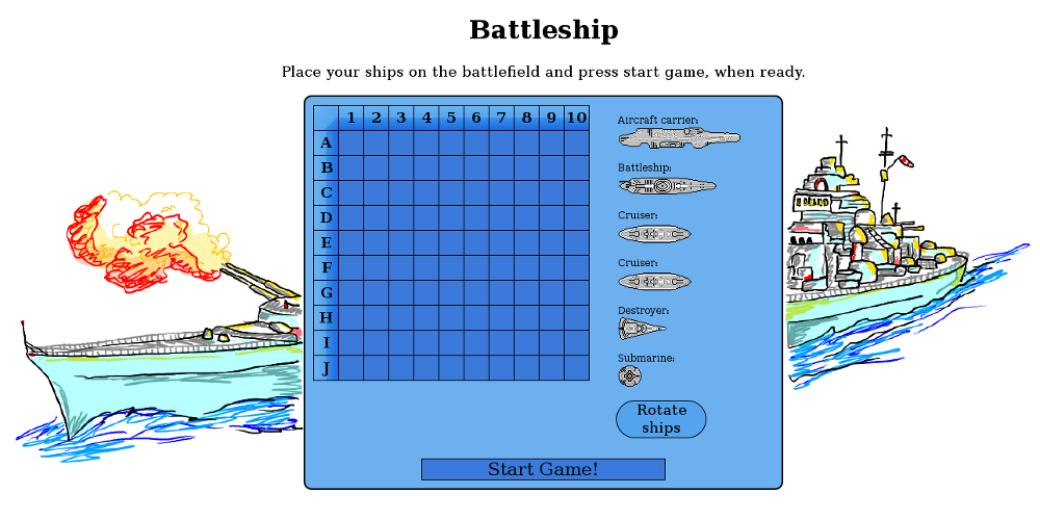 Battleship
Place your ships on the battlefield and press start game, when ready.
1 2 3 4 5 6 7 8 9 10
A
B
C
D
E
F
G
H
I
J
Aircraft carrier:
Battleship:
Cruiser:
Cruiser:
Destroyer:
Submarine:
Rotate
ships
Start Game!